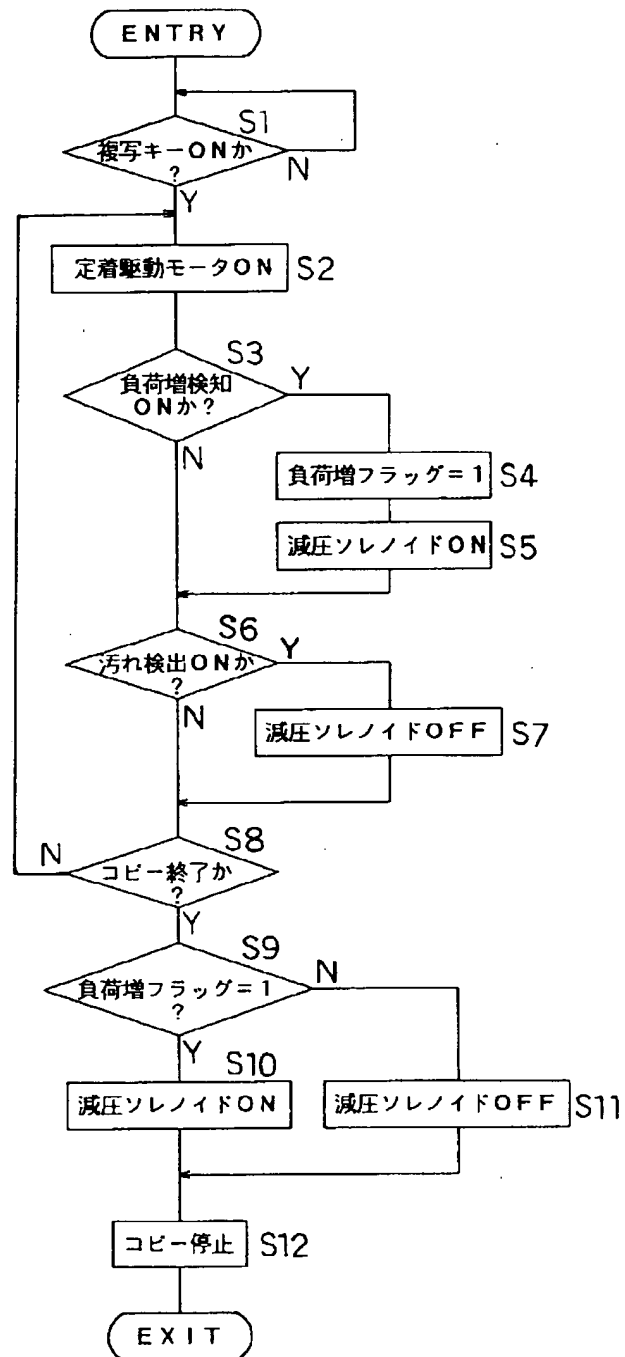 ENTRY
S1
複写キーONか
?
N
Y
定着駆動モータON
S2
S3
負荷増検知
ONか?
Y
N
負荷増フラッグ=1
S4
減圧ソレノイドON
S5
S6
汚れ検出ONか
?
Y
N
減圧ソレノイドOFF
S7
S8
N
コピー終了か
?
Y
S9
負荷増フラッグ=1
?
N
Y
S10
減圧ソレノイドON
減圧ソレノイドOFF
S11
コピー停止
S12
EXIT